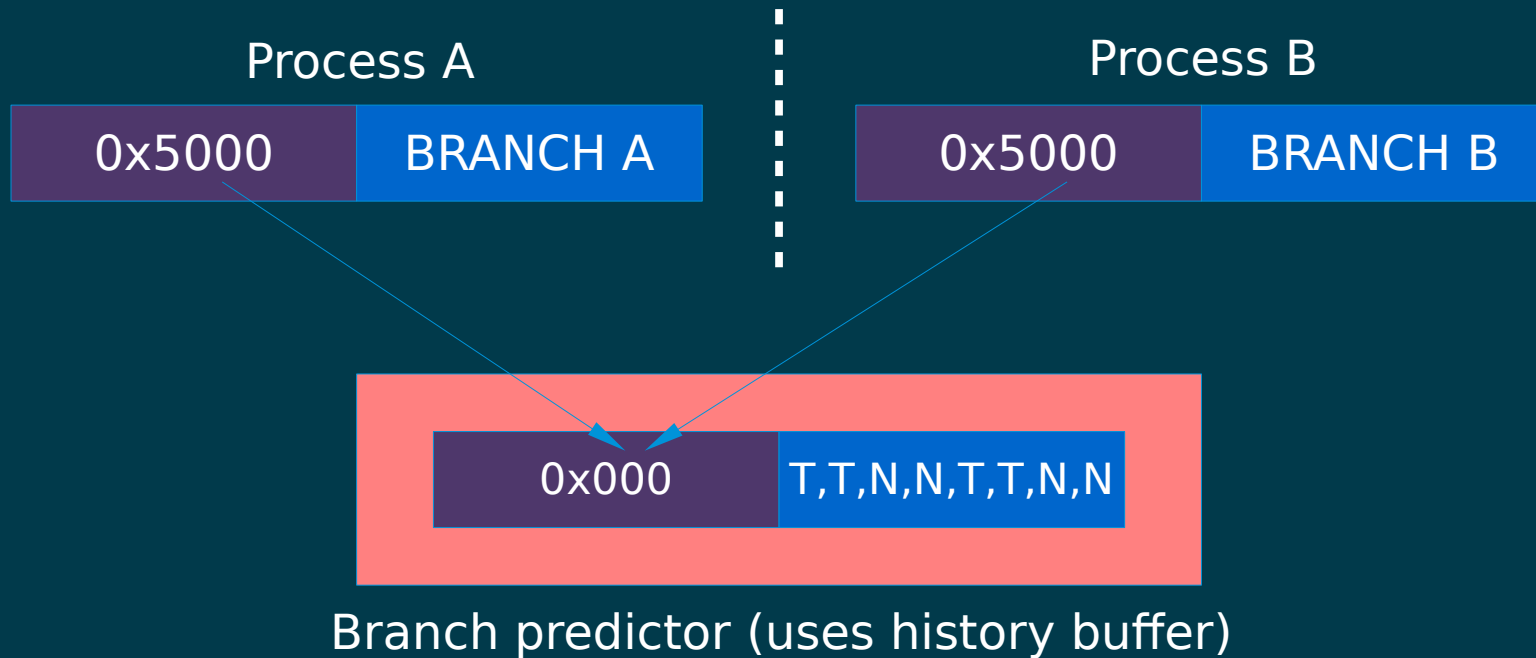 Process A
Process B
0x5000
BRANCH A
0x5000
BRANCH B
0x000
T,T,N,N,T,T,N,N
Branch predictor (uses history buffer)